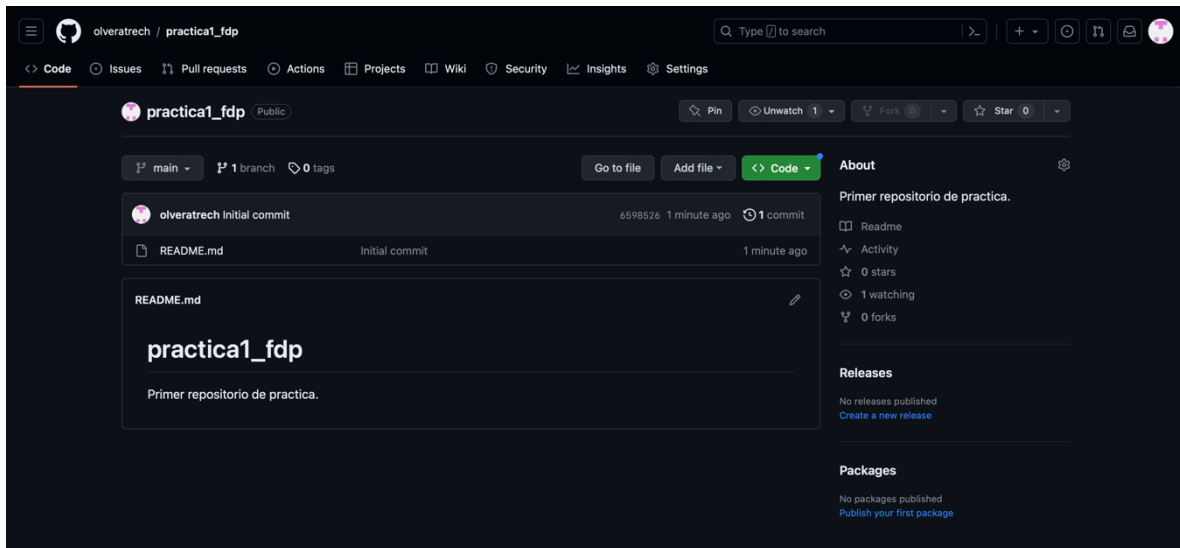 olveratrech / practica1_fdp
Type / to search
Code Issues Pull requests Actions Projects Wiki Security Insights Settings
practica1_fdp Public
Pin Unwatch 1 Fork 0 Star 0
main 1 branch 0 tags Go to file Add file Code
olveratrech Initial commit 6598526 1 minute ago 1 commit
README.md Initial commit 1 minute ago
README.md
practica1_fdp
Primer repositorio de practica.
About
Primer repositorio de practica.
Readme
Activity
0 stars
1 watching
0 forks
Releases
No releases published
Create a new release
Packages
No packages published
Publish your first package